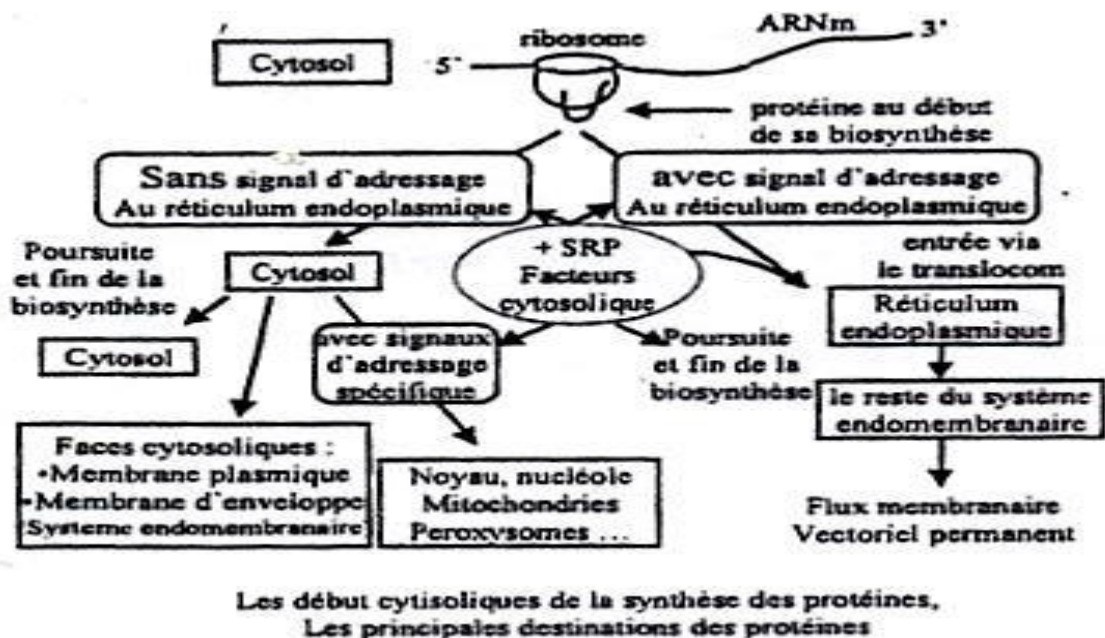 ARNm
3'
ribosome
Cytosol
5'
protéine au début
de sa biosynthèse
Sans signal d'adressage
Au réticulum endoplasmique
avec signal d'adressage
Au réticulum endoplasmique
Poursuite
et fin de la
biosynthèse
Cytosol
+ SRP
Facteurs
cytosolique
entrée via
le translocom
Réticulum
endoplasmique
Cytosol
avec signaux
d'adressage
spécifique
Poursuite
et fin de la
biosynthèse
le reste du système
endomembranaire
Faces cytosoliques :
•Membrane plasmique
•Membrane d'enveloppe
'Systeme endomembranaire'
Noyau, nucléole
Mitochondries
Peroxysomes ...
Flux membranaire
Vectoriel permanent
Les début cytisoliques de la synthèse des protéines,
Les principales destinations des protéines